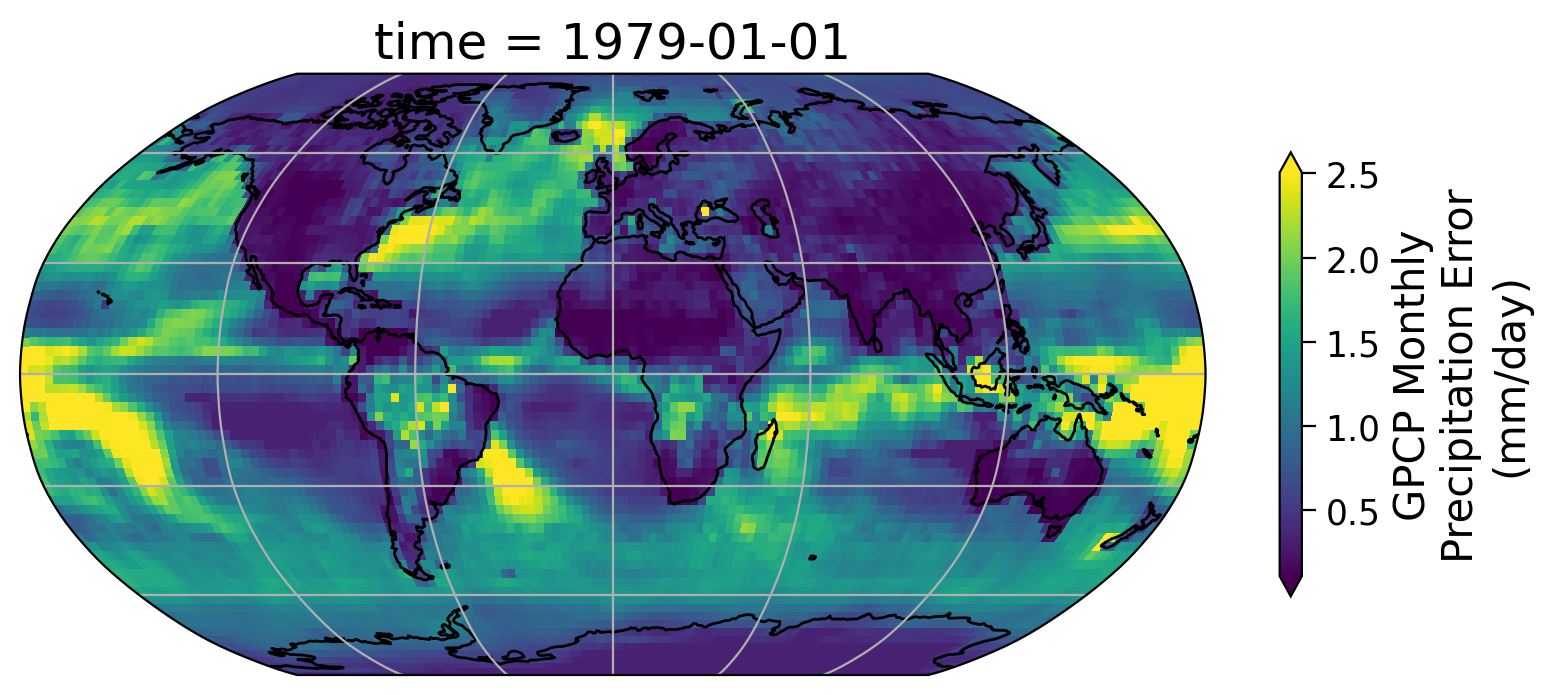 time = 1979-01-01
2.5
2.0
1.5
1.0
0.5
GPCP Monthly
Precipitation Error
(mm/day)